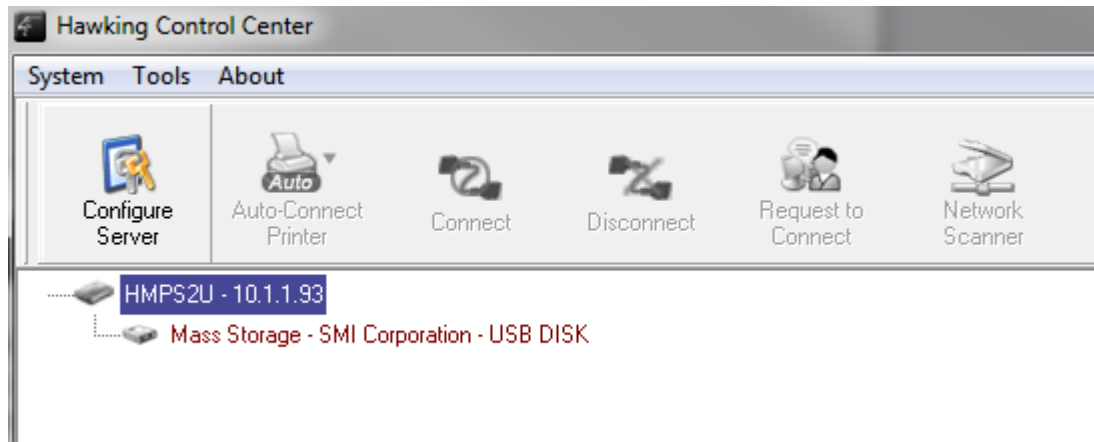 Hawking Control Center
System Tools About
Configure Server
Auto
Auto-Connect Printer
Connect
Disconnect
Request to Connect
Network Scanner
HMPS2U - 10.1.1.93
Mass Storage - SMI Corporation - USB DISK